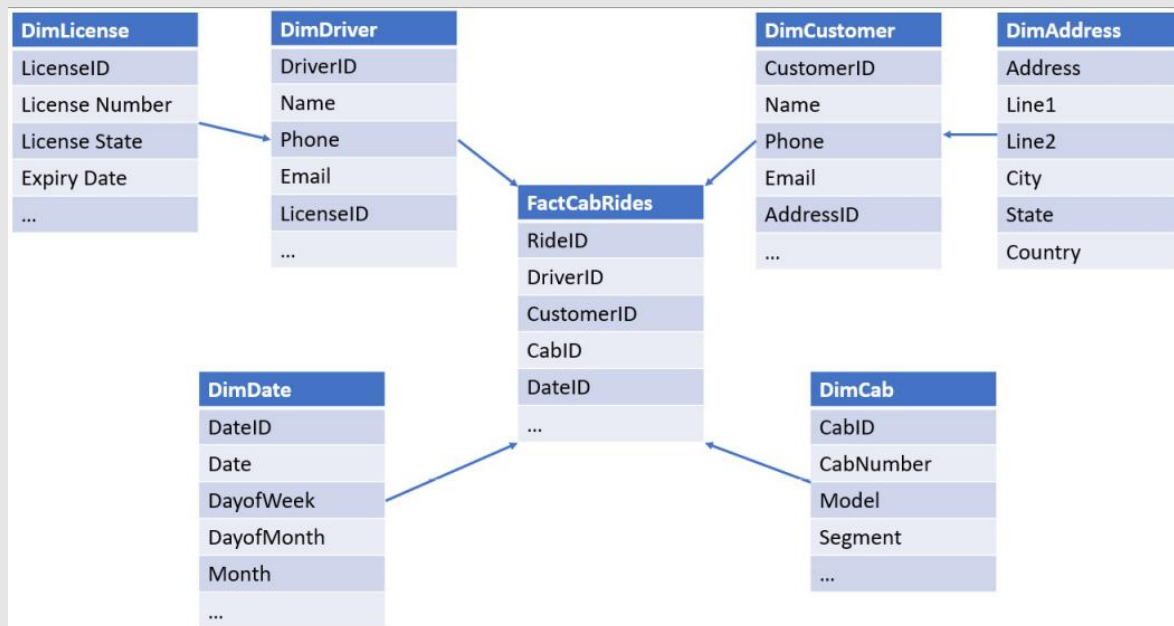 DimLicense
LicenseID
License Number
License State
Expiry Date
...
DimDriver
DriverID
Name
Phone
Email
LicenseID
...
FactCabRides
RideID
DriverID
CustomerID
CabID
DateID
...
DimCustomer
CustomerID
Name
Phone
Email
AddressID
...
DimAddress
Address
Line1
Line2
City
State
Country
DimDate
DateID
Date
DayofWeek
DayofMonth
Month
...
DimCab
CabID
CabNumber
Model
Segment
...